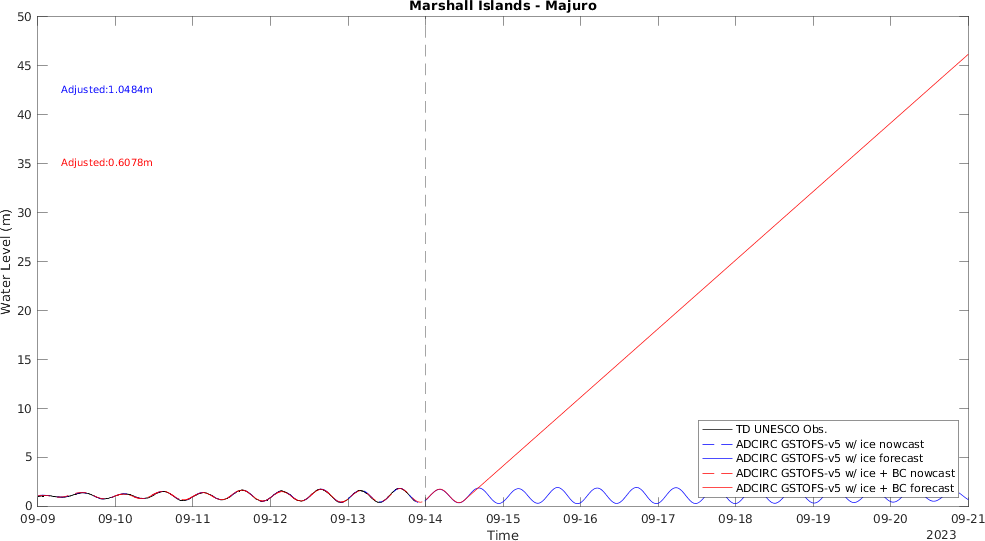 Marshall Islands - Majuro
50
45
40
35
30
25
20
15
10
5
0
Water Level (m)
Adjusted:1.0484m
Adjusted:0.6078m
TD UNESCO Obs.
ADCIRC GSTOFS-v5 w/ ice nowcast
ADCIRC GSTOFS-v5 w/ ice forecast
ADCIRC GSTOFS-v5 w/ ice + BC nowcast
ADCIRC GSTOFS-v5 w/ ice + BC forecast
09-09 09-10 09-11 09-12 09-13 09-14 09-15 09-16 09-17 09-18 09-19 09-20 09-21
Time
2023